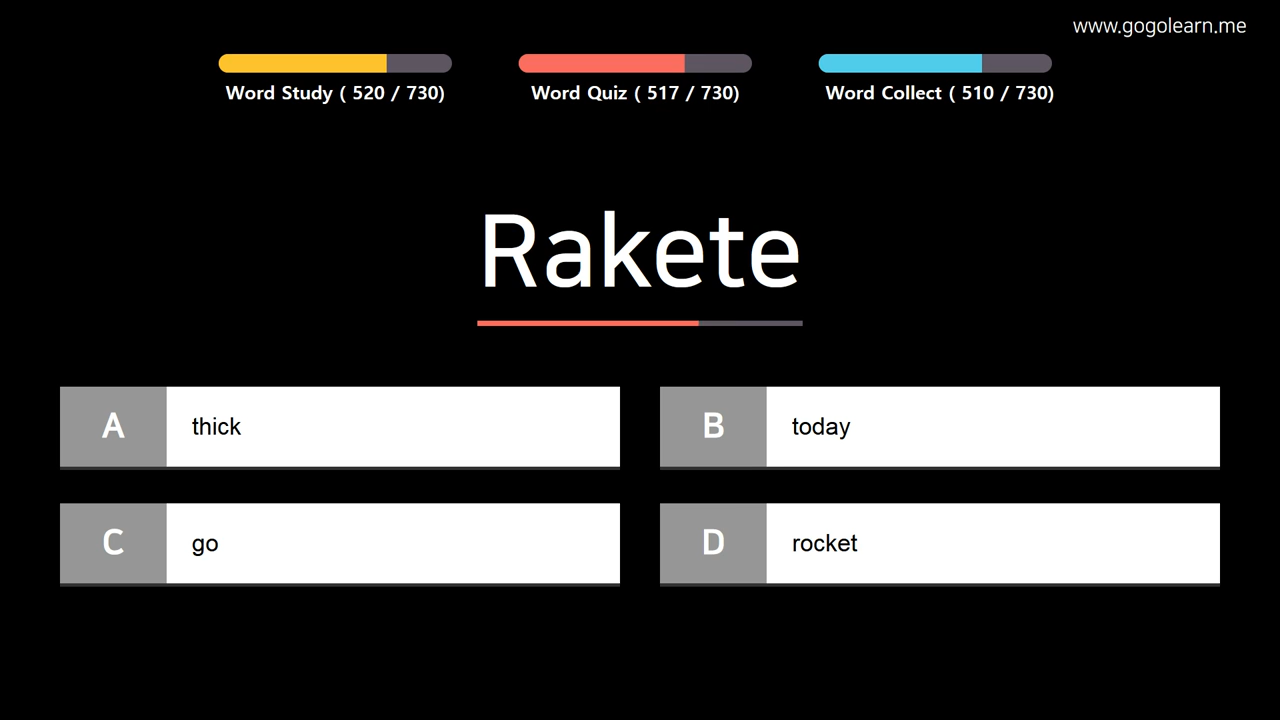 www.gogolearn.me
Word Study ( 520 / 730)
Word Quiz ( 517 / 730)
Word Collect ( 510 / 730)
Rakete
A thick
B today
C go
D rocket